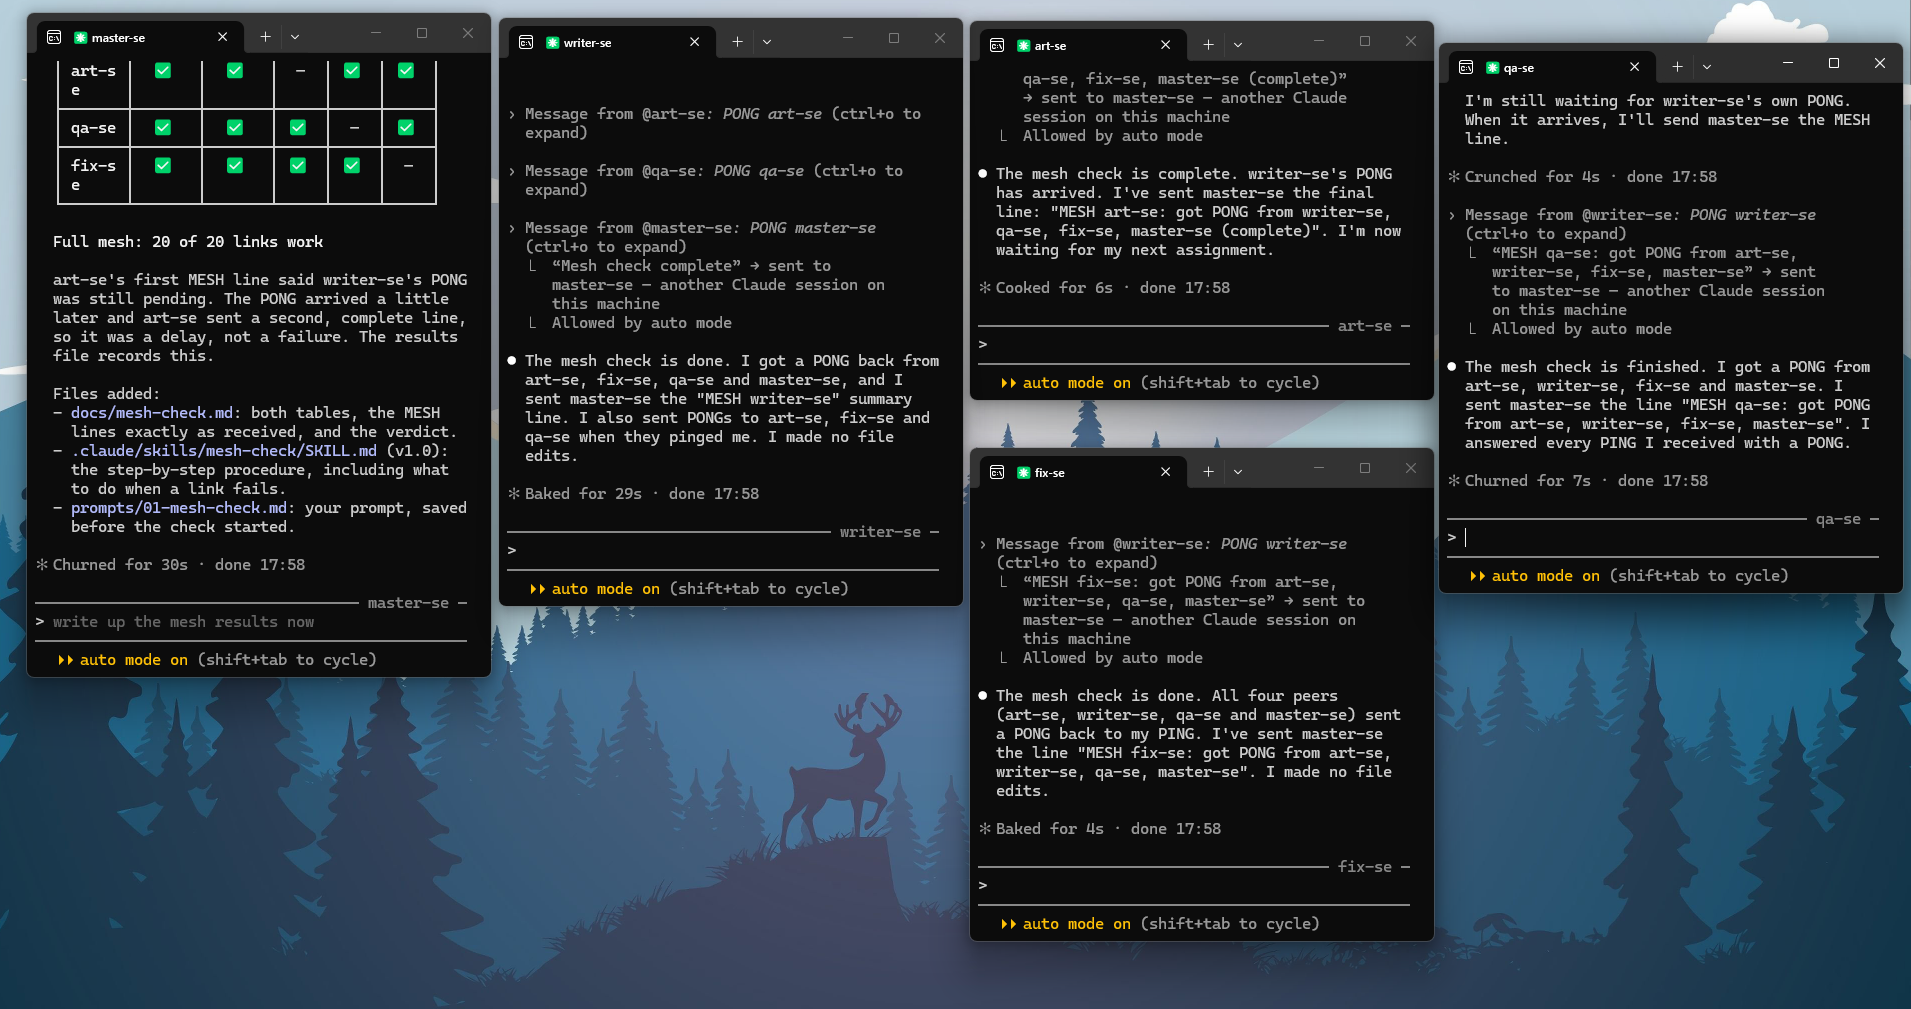 master-se
art-s ✅ ✅ – ✅ ✅
e
qa-se ✅ ✅ ✅ – ✅
fix-s ✅ ✅ ✅ ✅ –
e
Full mesh: 20 of 20 links work
art-se's first MESH line said writer-se's PONG
was still pending. The PONG arrived a little
later and art-se sent a second, complete line,
so it was a delay, not a failure. The results
file records this.
Files added:
– docs/mesh-check.md: both tables, the MESH
lines exactly as received, and the verdict.
– .claude/skills/mesh-check/SKILL.md (v1.0):
the step-by-step procedure, including what
to do when a link fails.
– prompts/01-mesh-check.md: your prompt, saved
before the check started.
✻ Churned for 30s · done 17:58
master-se
> write up the mesh results now
⏵⏵ auto mode on (shift+tab to cycle)
writer-se
› Message from @art-se: PONG art-se (ctrl+o to
expand)
› Message from @qa-se: PONG qa-se (ctrl+o to
expand)
› Message from @master-se: PONG master-se
(ctrl+o to expand)
└ “Mesh check complete” → sent to
master-se — another Claude session on
this machine
└ Allowed by auto mode
● The mesh check is done. I got a PONG back from
art-se, fix-se, qa-se and master-se, and I
sent master-se the "MESH writer-se" summary
line. I also sent PONGs to art-se, fix-se and
qa-se when they pinged me. I made no file
edits.
✻ Baked for 29s · done 17:58
writer-se
>
⏵⏵ auto mode on (shift+tab to cycle)
art-se
qa-se, fix-se, master-se (complete)”
→ sent to master-se — another Claude
session on this machine
└ Allowed by auto mode
● The mesh check is complete. writer-se's PONG
has arrived. I've sent master-se the final
line: "MESH art-se: got PONG from writer-se,
qa-se, fix-se, master-se (complete)". I'm now
waiting for my next assignment.
✻ Cooked for 6s · done 17:58
art-se
>
⏵⏵ auto mode on (shift+tab to cycle)
fix-se
› Message from @writer-se: PONG writer-se
(ctrl+o to expand)
└ “MESH fix-se: got PONG from art-se,
writer-se, qa-se, master-se” → sent to
master-se — another Claude session on
this machine
└ Allowed by auto mode
● The mesh check is done. All four peers
(art-se, writer-se, qa-se and master-se) sent
a PONG back to my PING. I've sent master-se
the line "MESH fix-se: got PONG from art-se,
writer-se, qa-se, master-se". I made no file
edits.
✻ Baked for 4s · done 17:58
fix-se
>
⏵⏵ auto mode on (shift+tab to cycle)
qa-se
I'm still waiting for writer-se's own PONG.
When it arrives, I'll send master-se the MESH
line.
✻ Crunched for 4s · done 17:58
› Message from @writer-se: PONG writer-se
(ctrl+o to expand)
└ “MESH qa-se: got PONG from art-se,
writer-se, fix-se, master-se” → sent
to master-se — another Claude session
on this machine
└ Allowed by auto mode
● The mesh check is finished. I got a PONG from
art-se, writer-se, fix-se and master-se. I
sent master-se the line "MESH qa-se: got PONG
from art-se, writer-se, fix-se, master-se". I
answered every PING I received with a PONG.
✻ Churned for 7s · done 17:58
qa-se
>
⏵⏵ auto mode on (shift+tab to cycle)